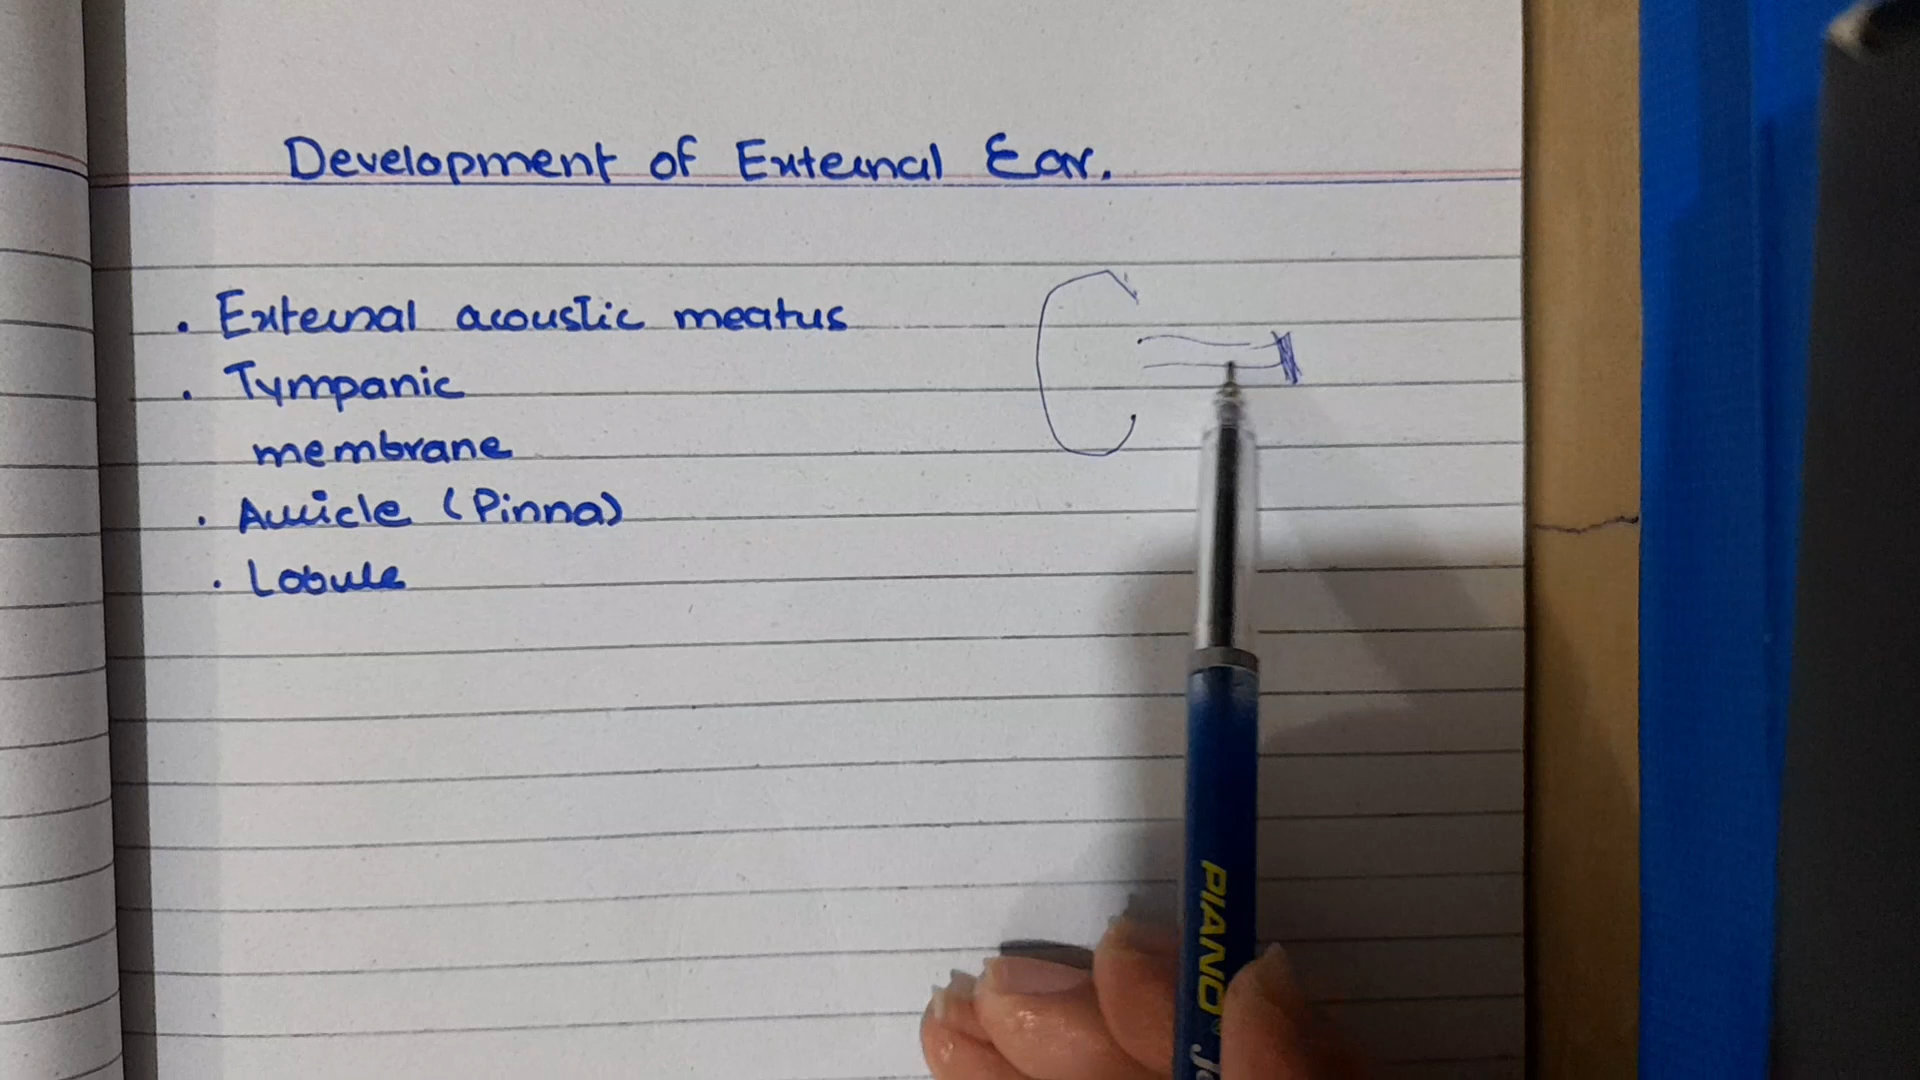 Development of External Ear.
. External acoustic meatus
. Tympanic
membrane
. Auricle (Pinna)
. Lobule
PIANO